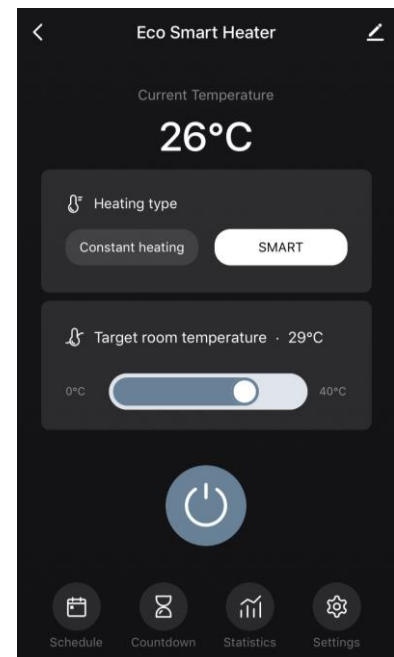 Eco Smart Heater
Current Temperature
26°C
Heating type
Constant heating SMART
Target room temperature · 29°C
0°C 40°C
Schedule Countdown Statistics Settings